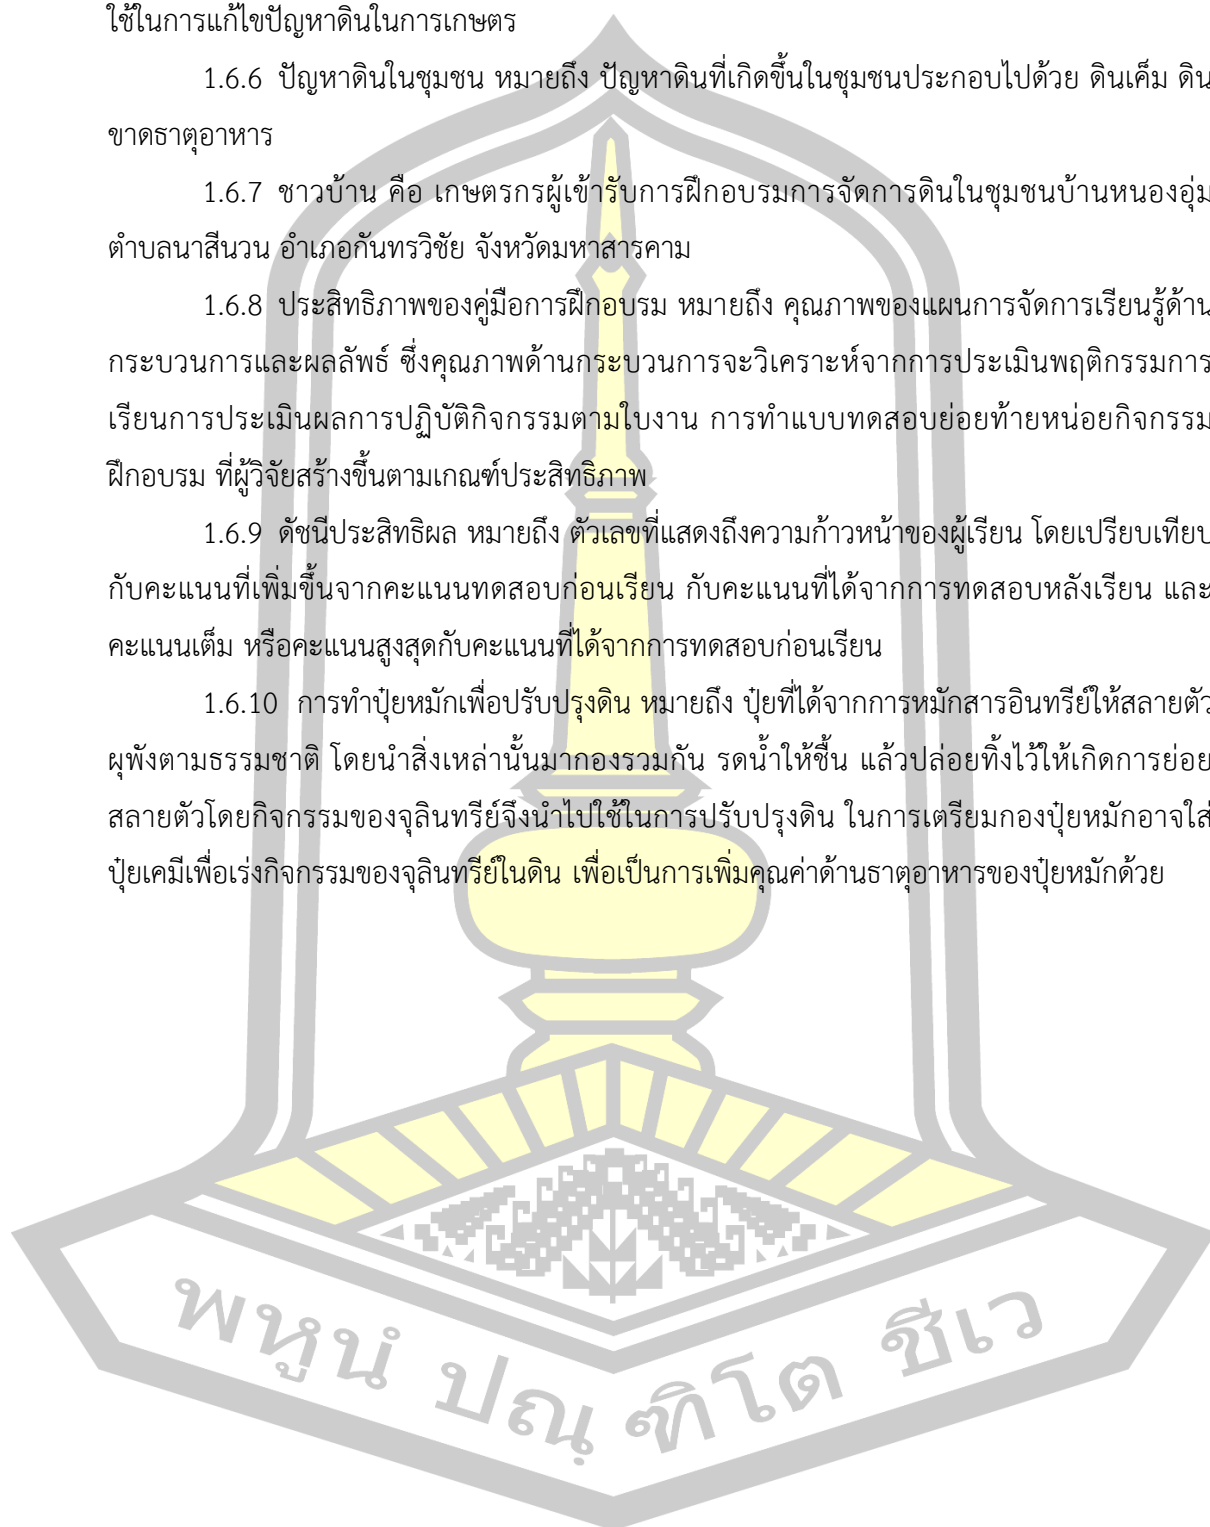 ใช้ในการแก้ไขปัญหาดินในการเกษตร
1.6.6 ปัญหาดินในชุมชน หมายถึง ปัญหาดินที่เกิดขึ้นในชุมชนประกอบไปด้วย ดินเค็ม ดิน
ขาดธาตุอาหาร
1.6.7 ชาวบ้าน คือ เกษตรกรผู้เข้ารับการฝึกอบรมการจัดการดินในชุมชนบ้านหนองอุ่ม
ตำบลนาสีนวน อำเภอกันทรวิชัย จังหวัดมหาสารคาม
1.6.8 ประสิทธิภาพของคู่มือการฝึกอบรม หมายถึง คุณภาพของแผนการจัดการเรียนรู้ด้าน
กระบวนการและผลลัพธ์ ซึ่งคุณภาพด้านกระบวนการจะวิเคราะห์จากการประเมินพฤติกรรมการ
เรียนการประเมินผลการปฏิบัติกิจกรรมตามใบงาน การทำแบบทดสอบย่อยท้ายหน่อยกิจกรรม
ฝึกอบรม ที่ผู้วิจัยสร้างขึ้นตามเกณฑ์ประสิทธิภาพ
1.6.9 ดัชนีประสิทธิผล หมายถึง ตัวเลขที่แสดงถึงความก้าวหน้าของผู้เรียน โดยเปรียบเทียบ
กับคะแนนที่เพิ่มขึ้นจากคะแนนทดสอบก่อนเรียน กับคะแนนที่ได้จากการทดสอบหลังเรียน และ
คะแนนเต็ม หรือคะแนนสูงสุดกับคะแนนที่ได้จากการทดสอบก่อนเรียน
1.6.10 การทำปุ๋ยหมักเพื่อปรับปรุงดิน หมายถึง ปุ๋ยที่ได้จากการหมักสารอินทรีย์ให้สลายตัว
ผุพังตามธรรมชาติ โดยนำสิ่งเหล่านั้นมากองรวมกัน รดน้ำให้ชื้น แล้วปล่อยทิ้งไว้ให้เกิดการย่อย
สลายตัวโดยกิจกรรมของจุลินทรีย์จึงนำไปใช้ในการปรับปรุงดิน ในการเตรียมกองปุ๋ยหมักอาจใส่
ปุ๋ยเคมีเพื่อเร่งกิจกรรมของจุลินทรีย์ในดิน เพื่อเป็นการเพิ่มคุณค่าด้านธาตุอาหารของปุ๋ยหมักด้วย
พหูนํ ปณฺฑิโต ชีเว